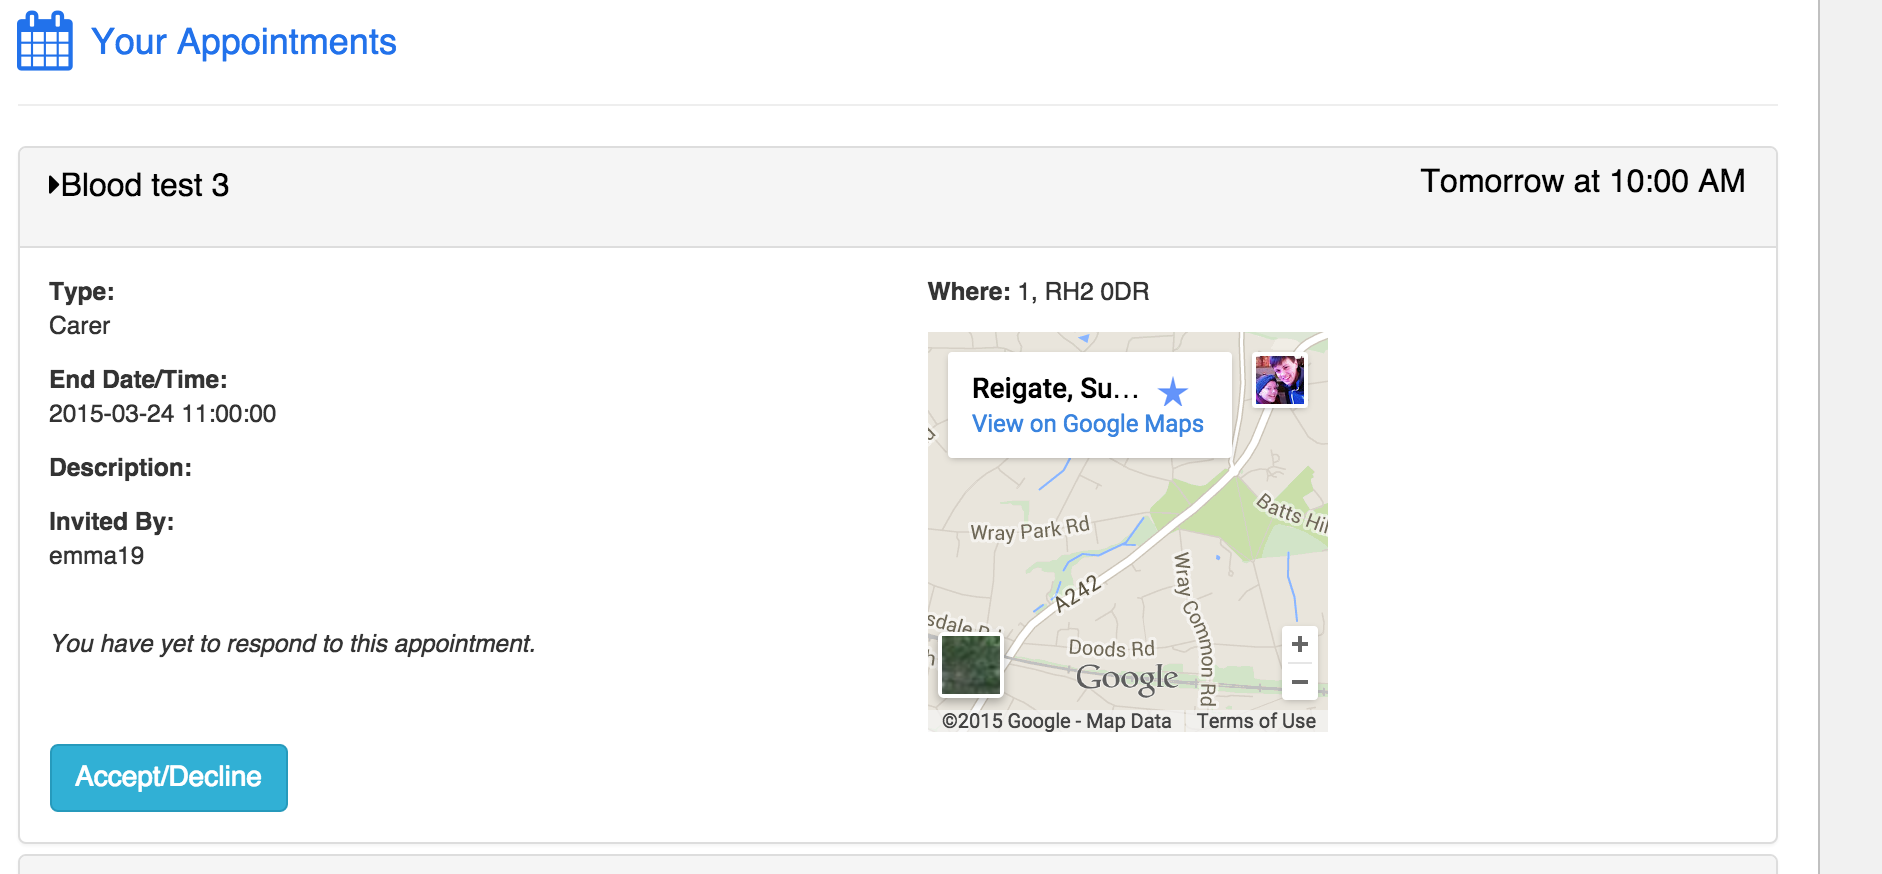 Your Appointments
Blood test 3
Tomorrow at 10:00 AM
Type:
Carer
End Date/Time:
2015-03-24 11:00:00
Description:
Invited By:
emma19
You have yet to respond to this appointment.
Accept/Decline
Where: 1, RH2 0DR
Reigate, Su...
View on Google Maps
Batts Hil
Wray Park Rd
A242
Wray Common Rd
Doods Rd
Google
©2015 Google - Map Data
Terms of Use